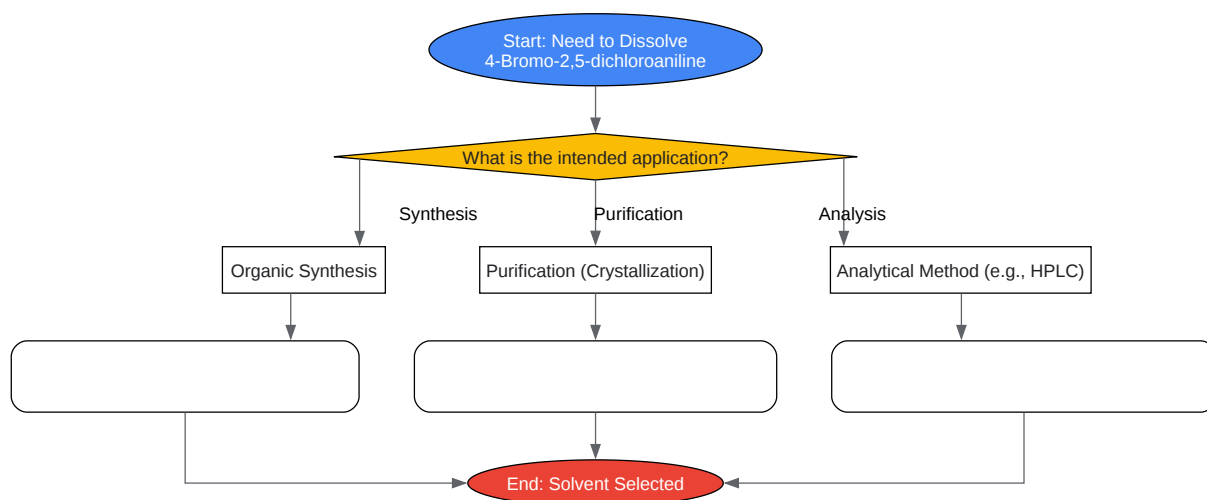 Start: Need to Dissolve
4-Bromo-2,5-dichloroaniline
What is the intended application?
Synthesis
Purification
Analysis
Organic Synthesis
Purification (Crystallization)
Analytical Method (e.g., HPLC)
End: Solvent Selected